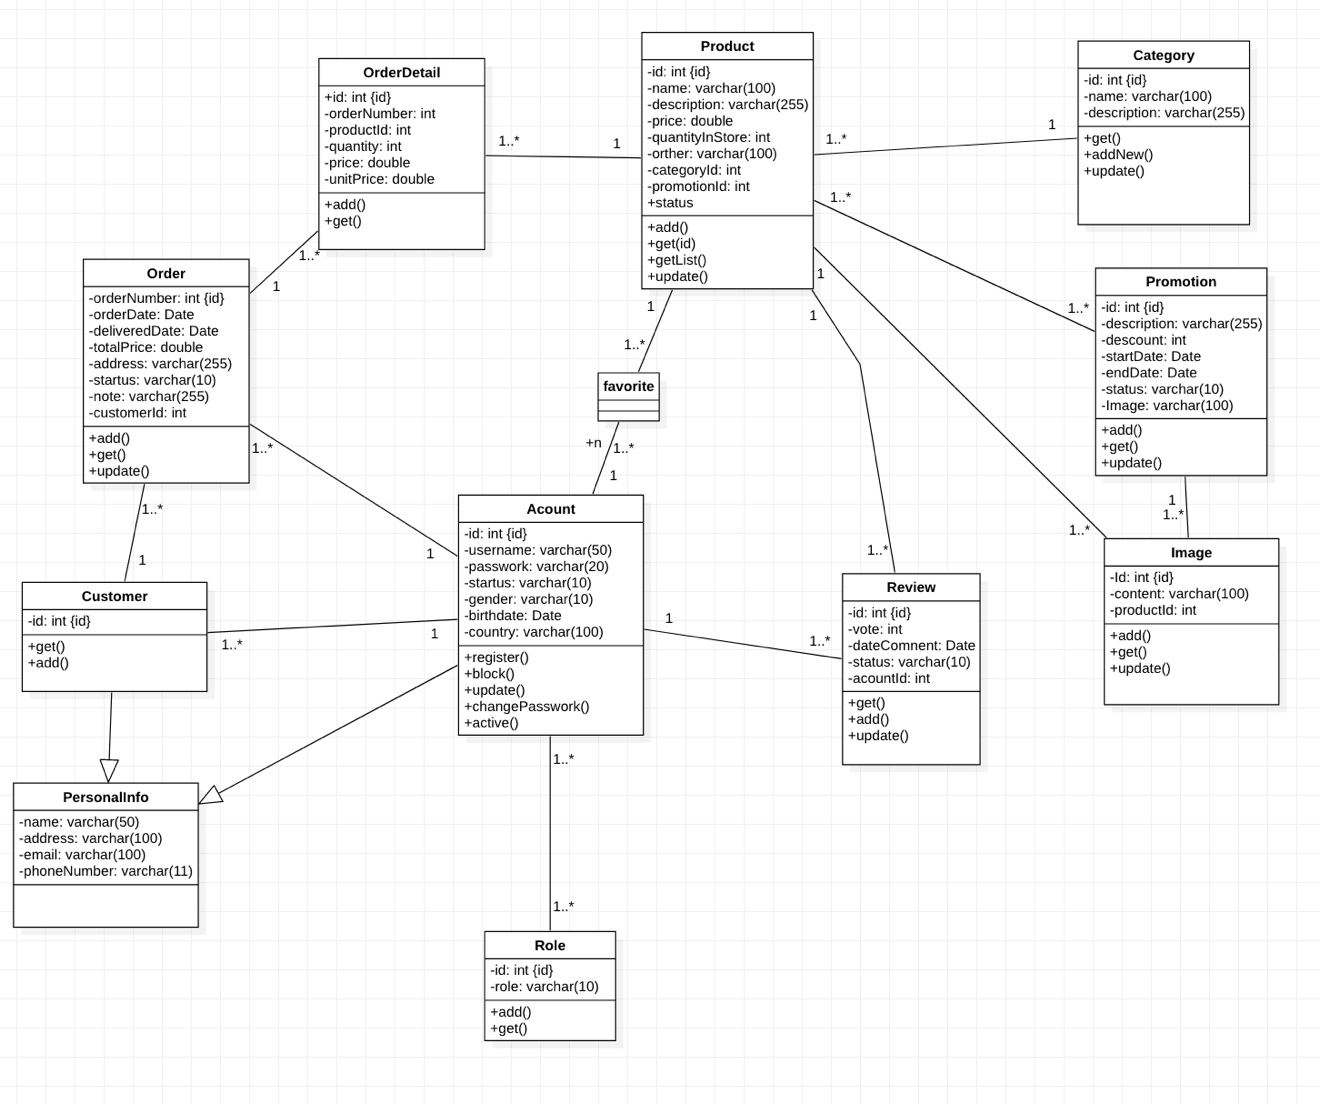 Product
-id: int {id}
-name: varchar(100)
-description: varchar(255)
-price: double
-quantityInStore: int
-orther: varchar(100)
-categoryId: int
-promotionId: int
+status
+add()
+get(id)
+getList()
+update()
Category
-id: int {id}
-name: varchar(100)
-description: varchar(255)
+get()
+addNew()
+update()
OrderDetail
+id: int {id}
-orderNumber: int
-productId: int
-quantity: int
-price: double
-unitPrice: double
+add()
+get()
1..*
1
1..*
1
1..*
1..*
1
1..*
1
1
1
1..*
1..*
1..*
Order
-orderNumber: int {id}
-orderDate: Date
-deliveredDate: Date
-totalPrice: double
-address: varchar(255)
-startus: varchar(10)
-note: varchar(255)
-customerId: int
+add()
+get()
+update()
Promotion
-id: int {id}
-description: varchar(255)
-descount: int
-startDate: Date
-endDate: Date
-status: varchar(10)
-Image: varchar(100)
+add()
+get()
+update()
favorite
+n
1..*
1
1..*
1
1..*
1
1
1..*
Acount
-id: int {id}
-username: varchar(50)
-passwork: varchar(20)
-startus: varchar(10)
-gender: varchar(10)
-birthdate: Date
-country: varchar(100)
+register()
+block()
+update()
+changePasswork()
+active()
Image
-Id: int {id}
-content: varchar(100)
-productId: int
+add()
+get()
+update()
1..*
Review
-id: int {id}
-vote: int
-dateComnent: Date
-status: varchar(10)
-acountId: int
+get()
+add()
+update()
Customer
-id: int {id}
+get()
+add()
1..*
1
1
1..*
PersonalInfo
-name: varchar(50)
-address: varchar(100)
-email: varchar(100)
-phoneNumber: varchar(11)
1..*
1..*
Role
-id: int {id}
-role: varchar(10)
+add()
+get()